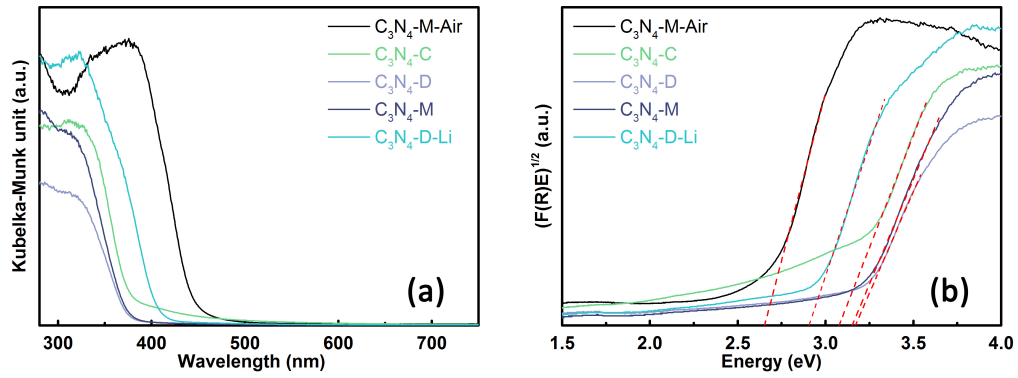 Kubelka-Munk unit (a.u.)
C₃N₄-M-Air
C₃N₄-C
C₃N₄-D
C₃N₄-M
C₃N₄-D-Li
(a)
300 400 500 600 700
Wavelength (nm)
(F(R)E)^1/2 (a.u.)
C₃N₄-M-Air
C₃N₄-C
C₃N₄-D
C₃N₄-M
C₃N₄-D-Li
(b)
1.5 2.0 2.5 3.0 3.5 4.0
Energy (eV)